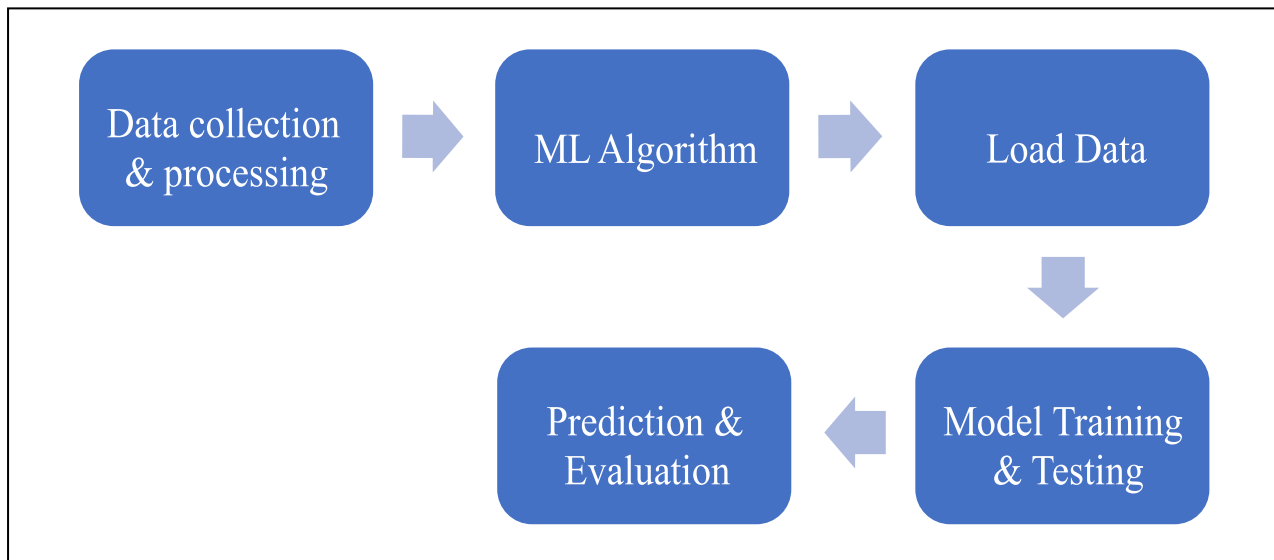 Data collection
& processing
ML Algorithm
Load Data
Model Training
& Testing
Prediction &
Evaluation